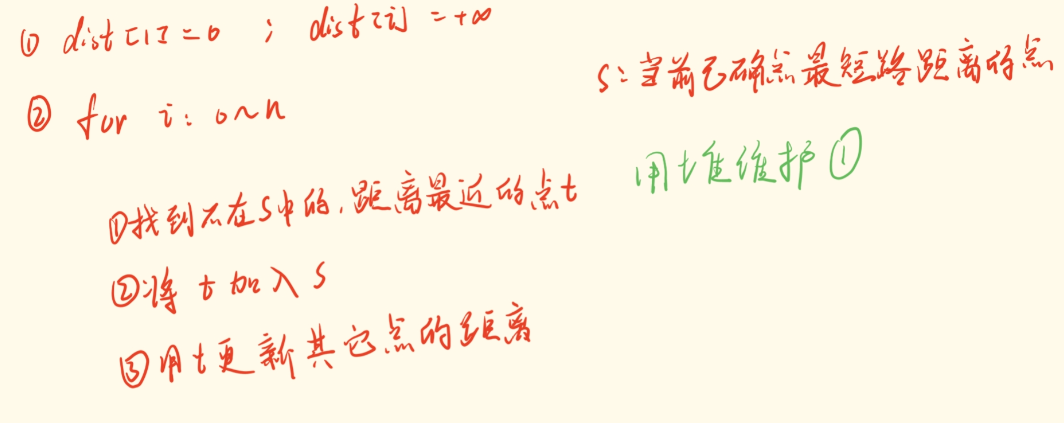 ① dist[1]=0 ; dist[i] = +∞
② for i: 0~n
①找到不在S中的,距离最近的点t
②将 t 加入 S
③用t更新其它点的距离
S:当前已确定最短路距离的点
用堆维护①